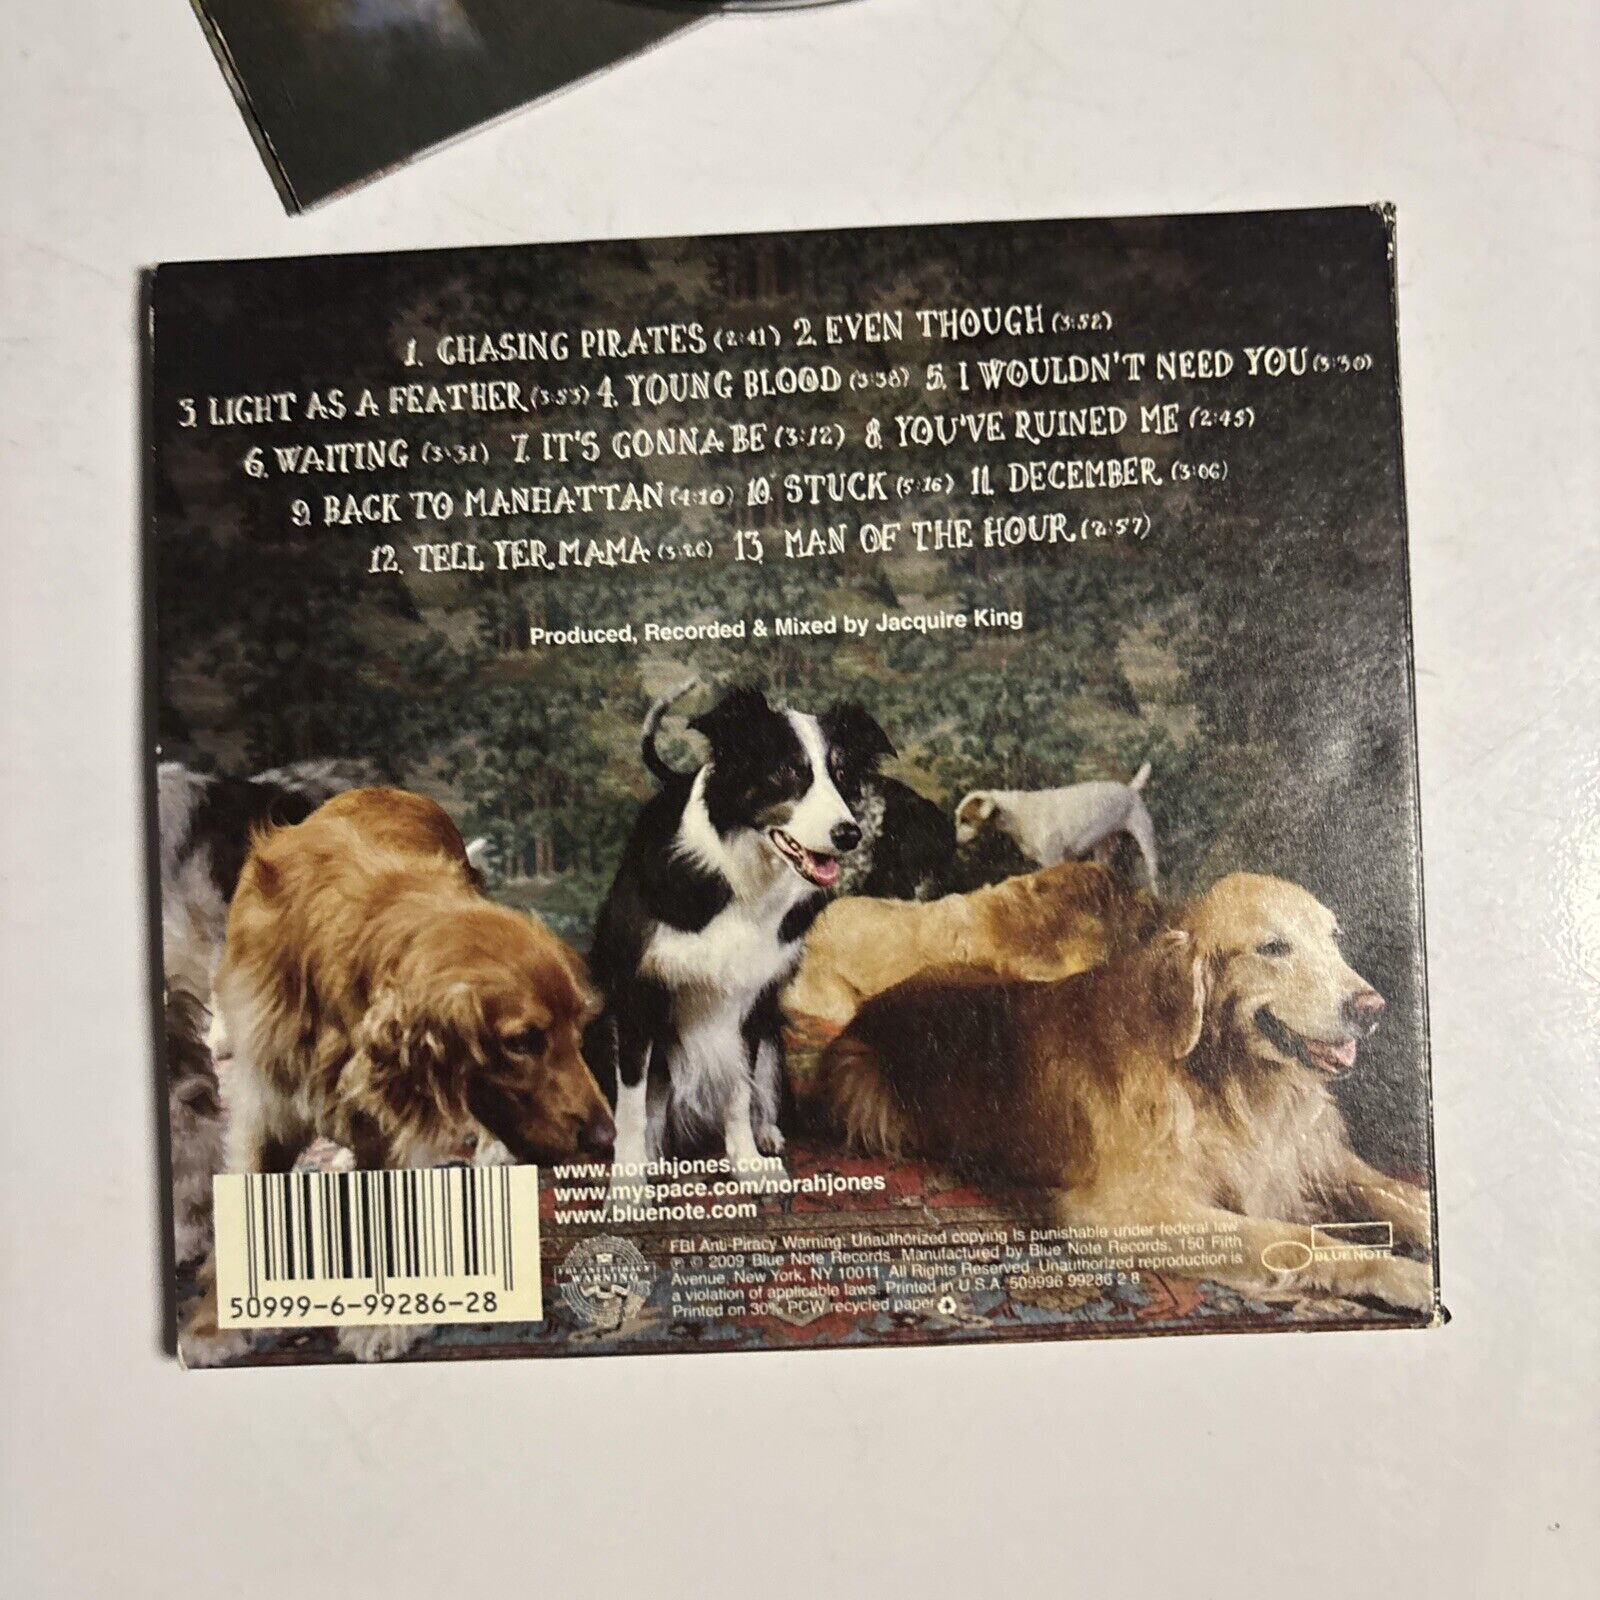 1. CHASING PIRATES (2:41) 2. EVEN THOUGH (3:52)
3. LIGHT AS A FEATHER (3:53) 4. YOUNG BLOOD (3:38) 5. I WOULDN'T NEED YOU (3:30)
6. WAITING (3:31) 7. IT'S GONNA BE (3:12) 8. YOU'VE RUINED ME (2:45)
9. BACK TO MANHATTAN (4:10) 10. STUCK (5:16) 11. DECEMBER (3:06)
12. TELL YER MAMA (3:26) 13. MAN OF THE HOUR (2:57)
Produced, Recorded & Mixed by Jacquire King
www.norahjones.com
www.myspace.com/norahjones
www.bluenote.com
FBI Anti-Piracy Warning: Unauthorized copying is punishable under federal law.
℗ © 2009 Blue Note Records. Manufactured by Blue Note Records, 150 Fifth
Avenue, New York, NY 10011. All Rights Reserved. Unauthorized reproduction is
a violation of applicable laws. Printed in U.S.A. 509996 99286 2 8
Printed on 30% PCW recycled paper
50999-6-99286-28
FBI ANTI-PIRACY
WARNING
BLUE NOTE